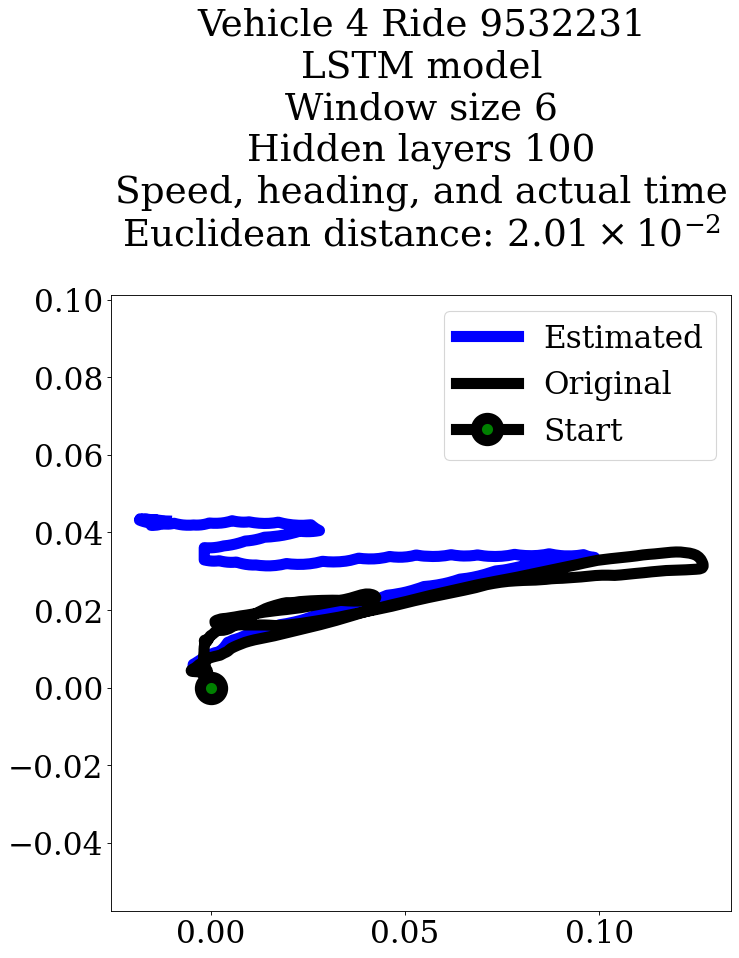 Vehicle 4 Ride 9532231
LSTM model
Window size 6
Hidden layers 100
Speed, heading, and actual time
Euclidean distance: 2.01 × 10⁻²
0.10
0.08
0.06
0.04
0.02
0.00
−0.02
−0.04
Estimated
Original
Start
0.00 0.05 0.10